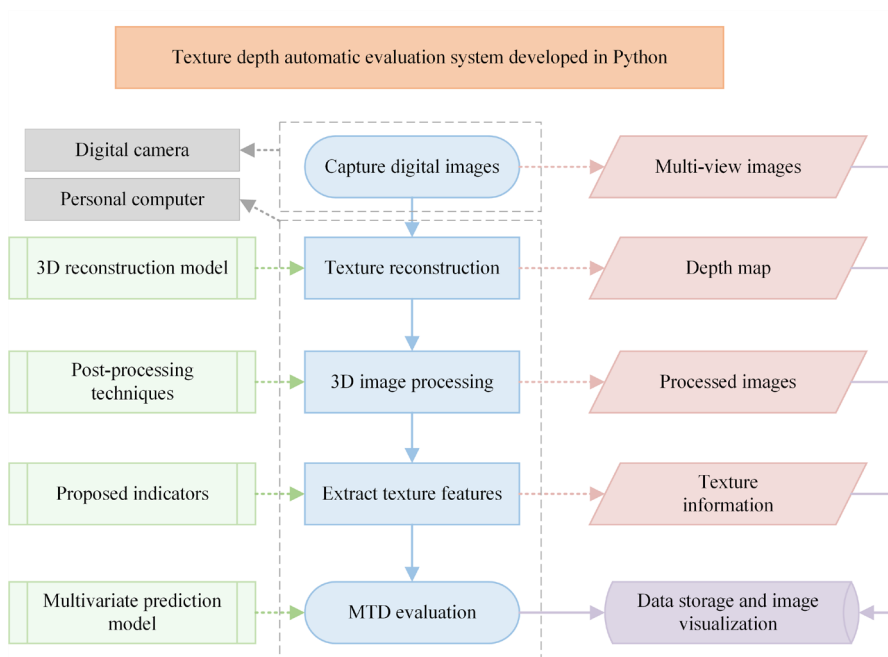 Texture depth automatic evaluation system developed in Python
Digital camera
Capture digital images
Multi-view images
Personal computer
3D reconstruction model
Texture reconstruction
Depth map
Post-processing
techniques
3D image processing
Processed images
Proposed indicators
Extract texture features
Texture
information
Multivariate prediction
model
MTD evaluation
Data storage and image
visualization